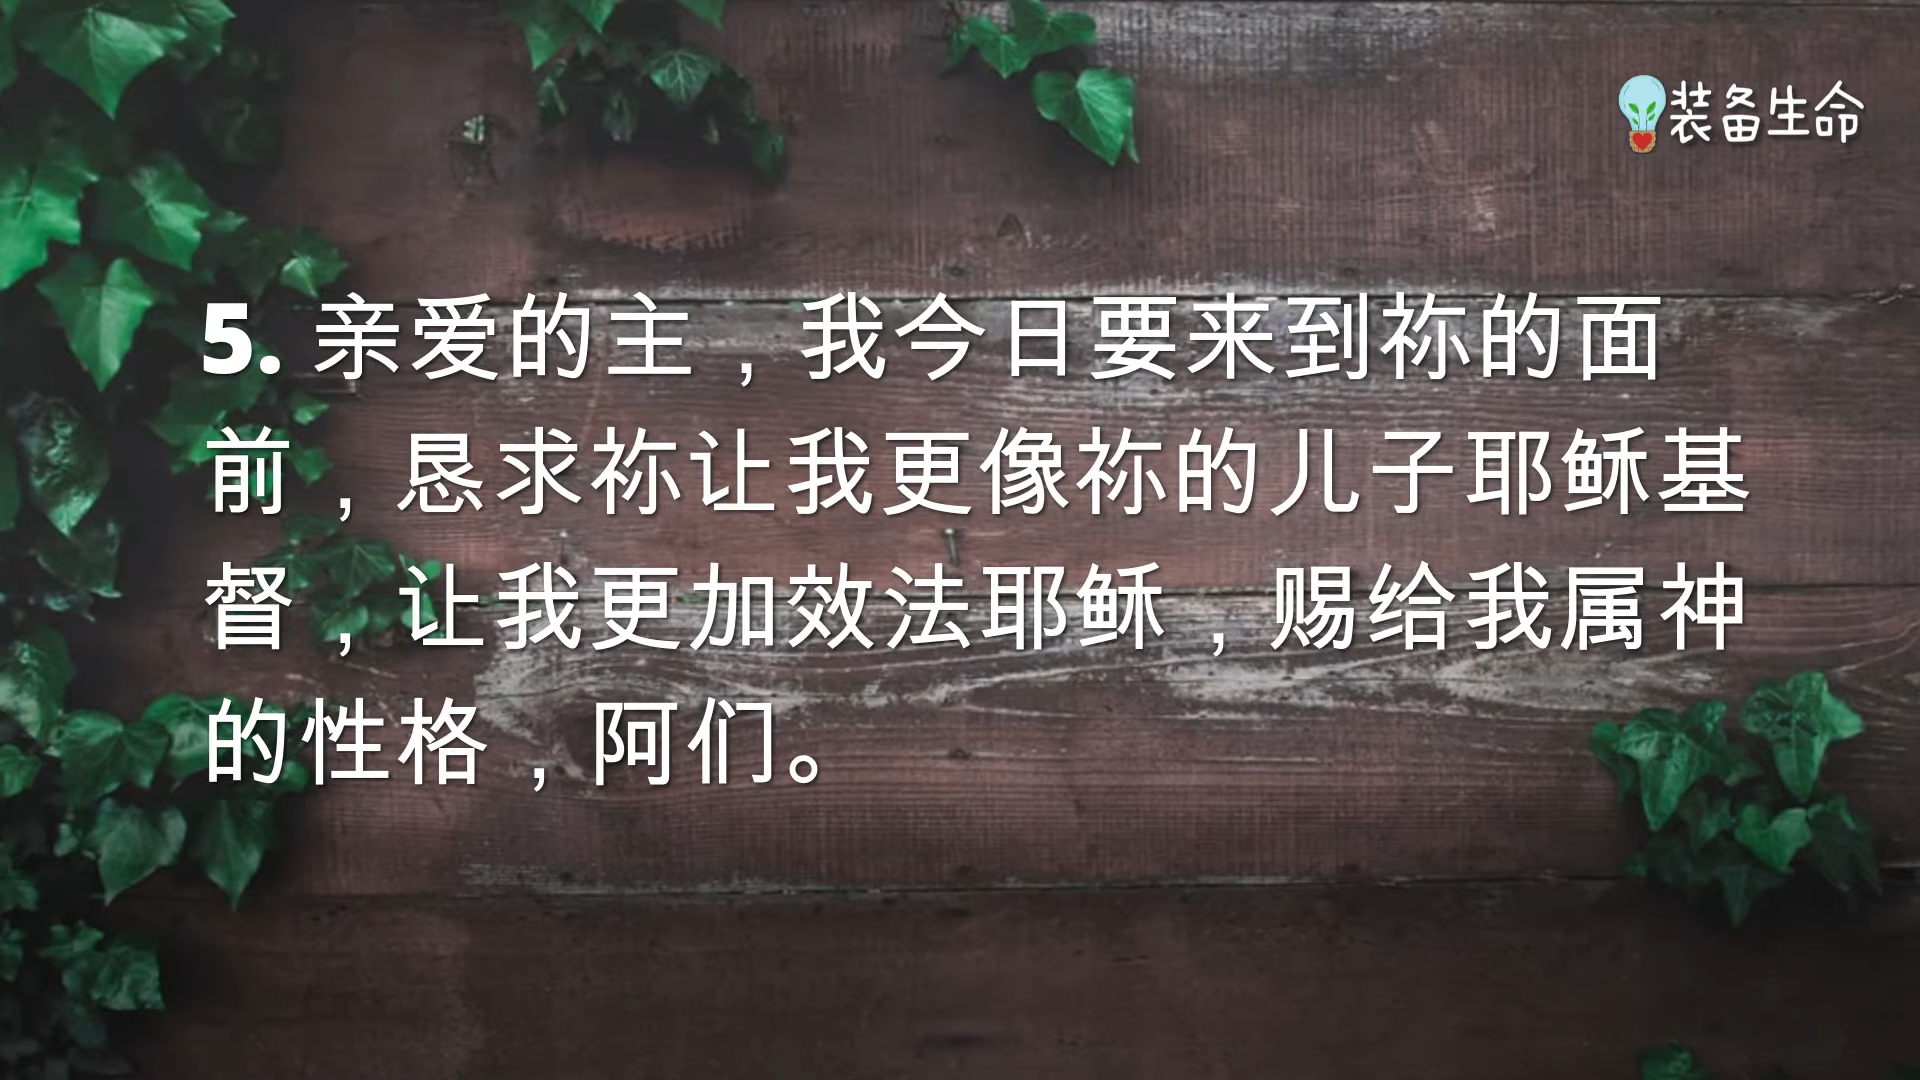 装备生命
5. 亲爱的主，我今日要来到祢的面
前，恳求祢让我更像祢的儿子耶稣基
督，让我更加效法耶稣，赐给我属神
的性格，阿们。